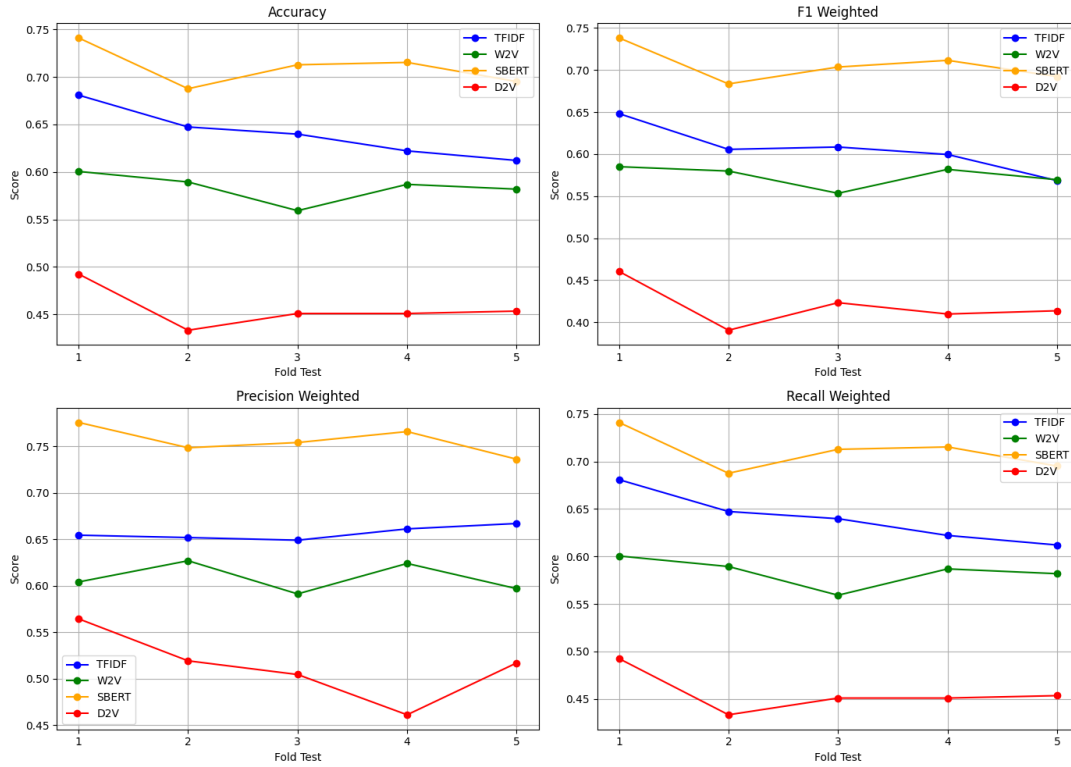 Accuracy
Score
0.75
0.70
0.65
0.60
0.55
0.50
0.45
TFIDF
W2V
SBERT
D2V
1 2 3 4 5
Fold Test
F1 Weighted
Score
0.75
0.70
0.65
0.60
0.55
0.50
0.45
0.40
TFIDF
W2V
SBERT
D2V
1 2 3 4 5
Fold Test
Precision Weighted
Score
0.75
0.70
0.65
0.60
0.55
0.50
0.45
TFIDF
W2V
SBERT
D2V
1 2 3 4 5
Fold Test
Recall Weighted
Score
0.75
0.70
0.65
0.60
0.55
0.50
0.45
TFIDF
W2V
SBERT
D2V
1 2 3 4 5
Fold Test